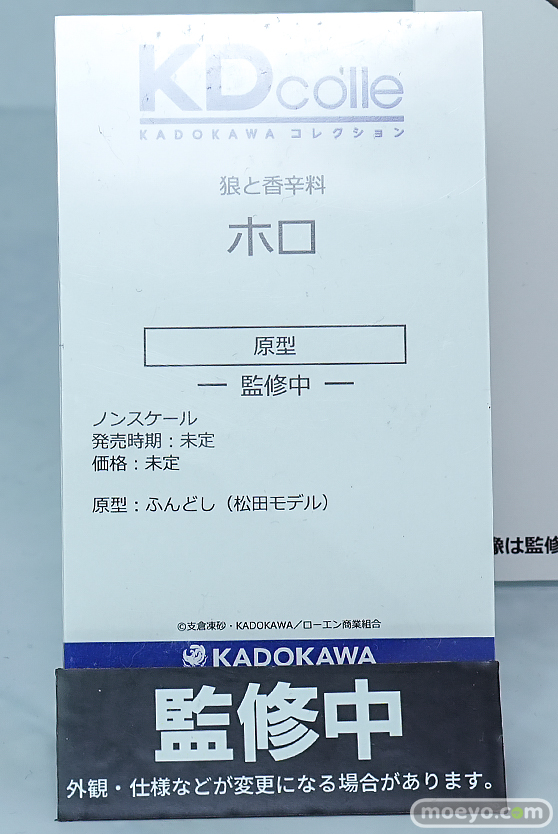 KDcolle
KADOKAWA コレクション
狼と香辛料
ホロ
原型
― 監修中 ―
ノンスケール
発売時期：未定
価格：未定
原型：ふんどし（松田モデル）
©支倉凍砂・KADOKAWA／ローエン商業組合
KADOKAWA
像は監修
監修中
外観・仕様などが変更になる場合があります。
moeyo.com